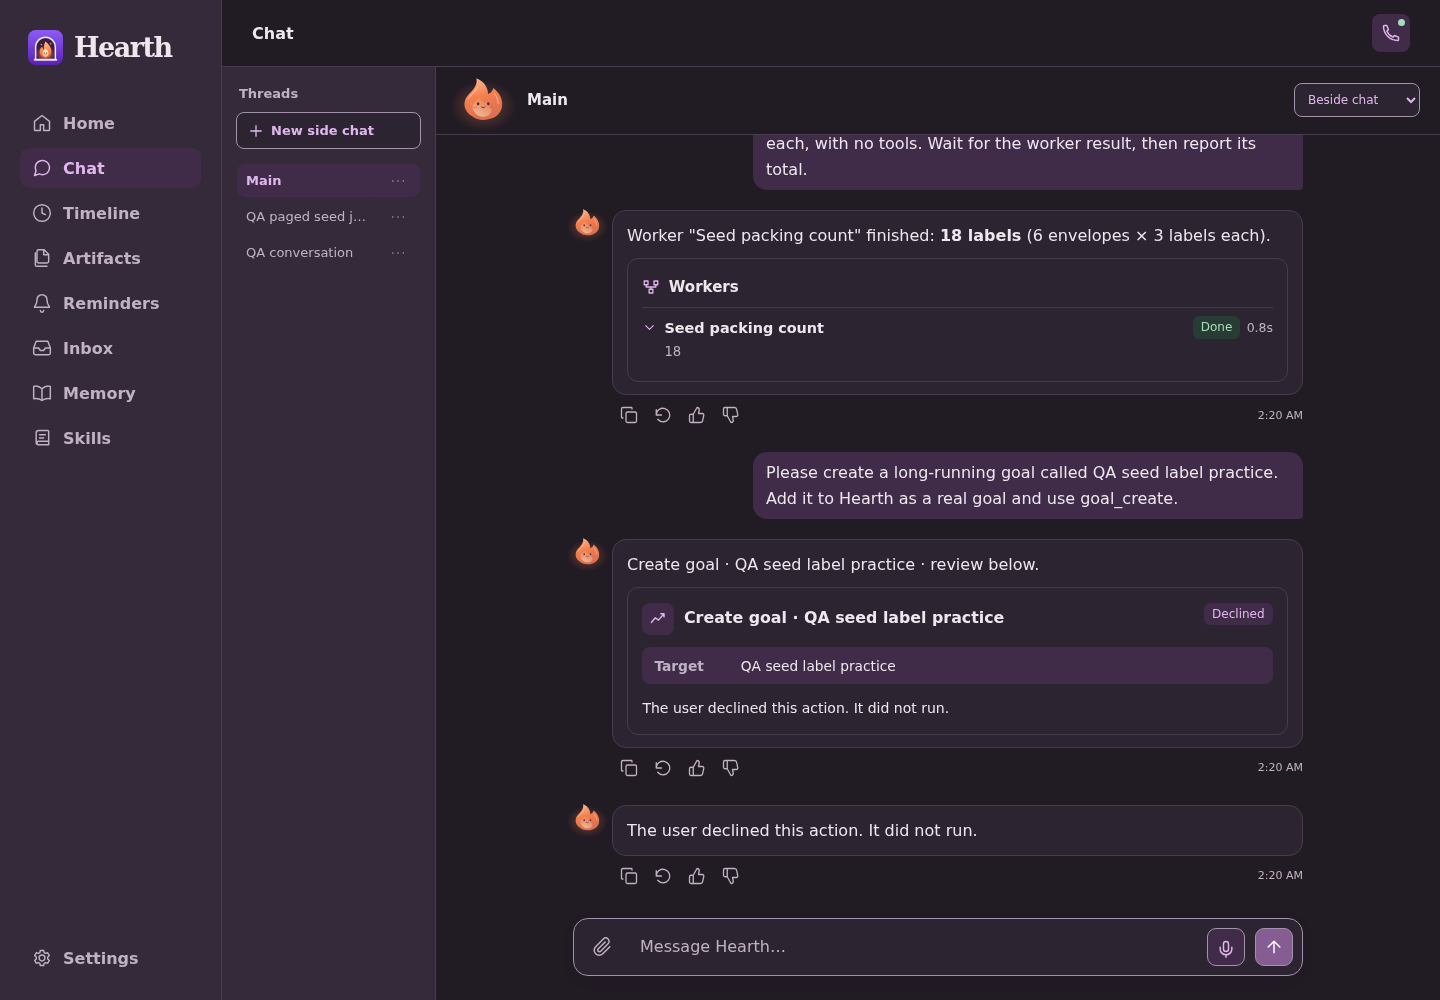 Hearth
Home
Chat
Timeline
Artifacts
Reminders
Inbox
Memory
Skills
Settings
Chat
Threads
New side chat
Main
QA paged seed j...
QA conversation
Main
Beside chat
each, with no tools. Wait for the worker result, then report its
total.
Worker "Seed packing count" finished: 18 labels (6 envelopes × 3 labels each).
Workers
Seed packing count
Done 0.8s
18
2:20 AM
Please create a long-running goal called QA seed label practice.
Add it to Hearth as a real goal and use goal_create.
Create goal · QA seed label practice · review below.
Create goal · QA seed label practice
Declined
Target QA seed label practice
The user declined this action. It did not run.
2:20 AM
The user declined this action. It did not run.
2:20 AM
Message Hearth...